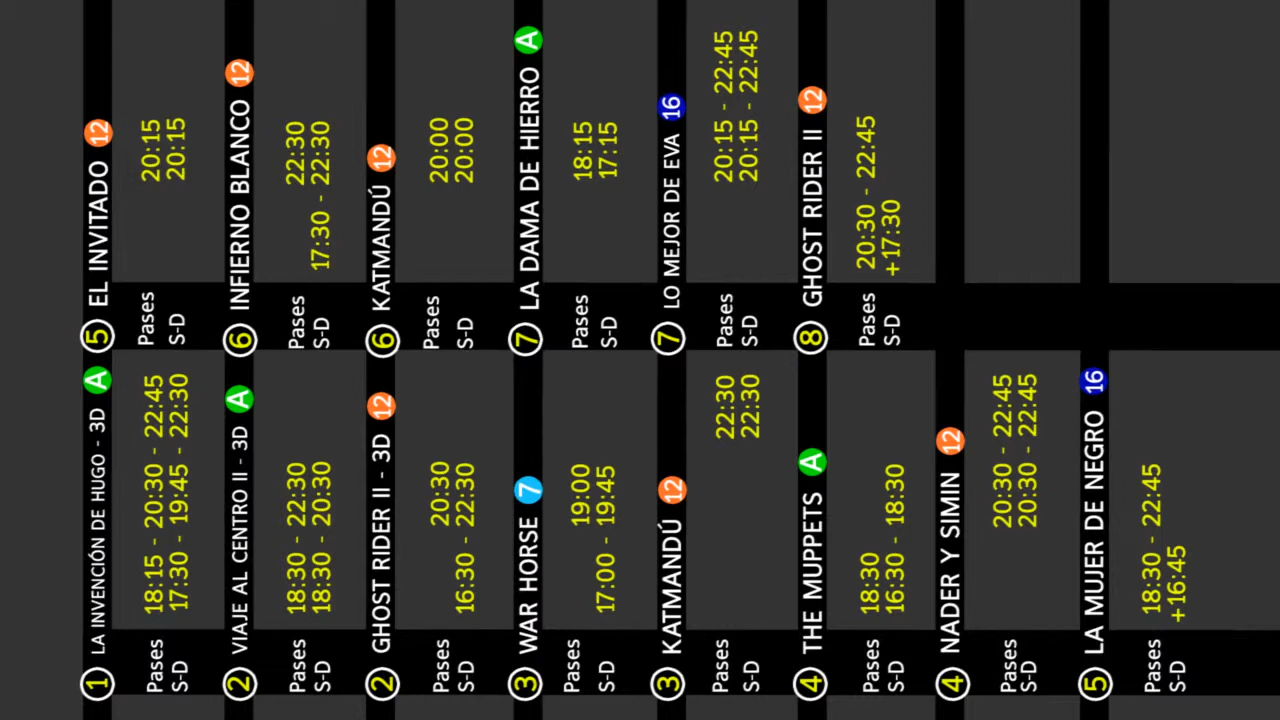 1 LA INVENCIÓN DE HUGO - 3D A
Pases 18:15 - 20:30 - 22:45
S-D 17:30 - 19:45 - 22:30
2 VIAJE AL CENTRO II - 3D A
Pases 18:30 - 22:30
S-D 18:30 - 20:30
2 GHOST RIDER II - 3D 12
Pases 20:30
S-D 16:30 - 22:30
3 WAR HORSE 7
Pases 19:00
S-D 17:00 - 19:45
3 KATMANDÚ 12
Pases 22:30
S-D 22:30
4 THE MUPPETS A
Pases 18:30
S-D 16:30 - 18:30
4 NADER Y SIMIN 12
Pases 20:30 - 22:45
S-D 20:30 - 22:45
5 LA MUJER DE NEGRO 16
Pases 18:30 - 22:45
S-D +16:45
5 EL INVITADO 12
Pases 20:15
S-D 20:15
6 INFIERNO BLANCO 12
Pases 22:30
S-D 17:30 - 22:30
6 KATMANDÚ 12
Pases 20:00
S-D 20:00
7 LA DAMA DE HIERRO A
Pases 18:15
S-D 17:15
7 LO MEJOR DE EVA 16
Pases 20:15 - 22:45
S-D 20:15 - 22:45
8 GHOST RIDER II 12
Pases 20:30 - 22:45
S-D +17:30